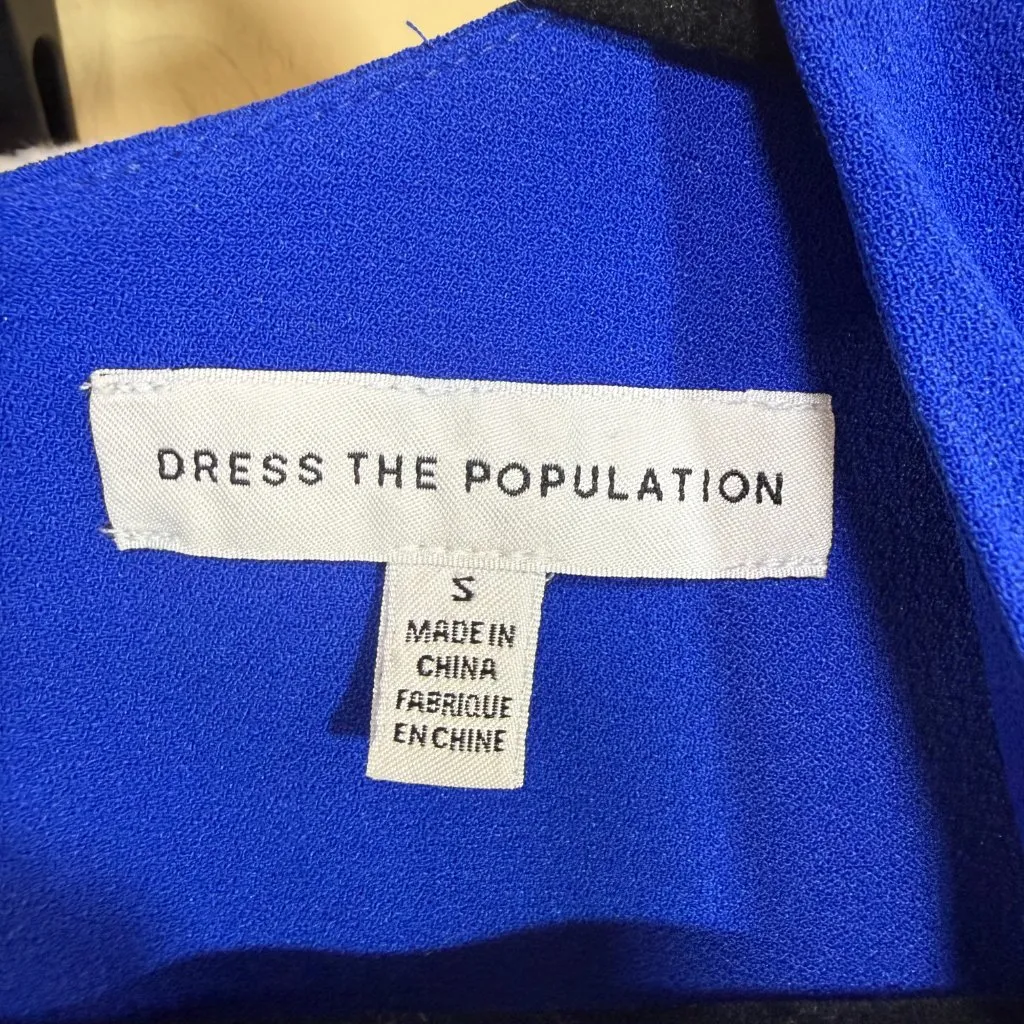 DRESS THE POPULATION
S
MADE IN
CHINA
FABRIQUE
EN CHINE